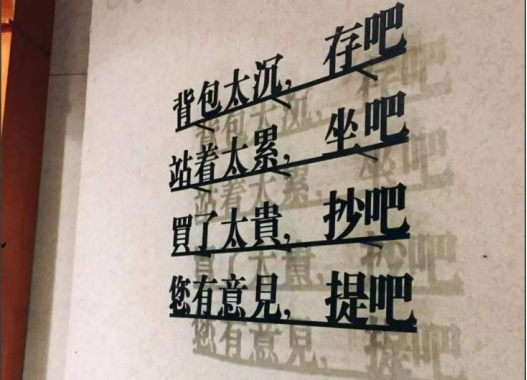 背包太沉，存吧
站着太累，坐吧
買了太貴，抄吧
您有意見，提吧